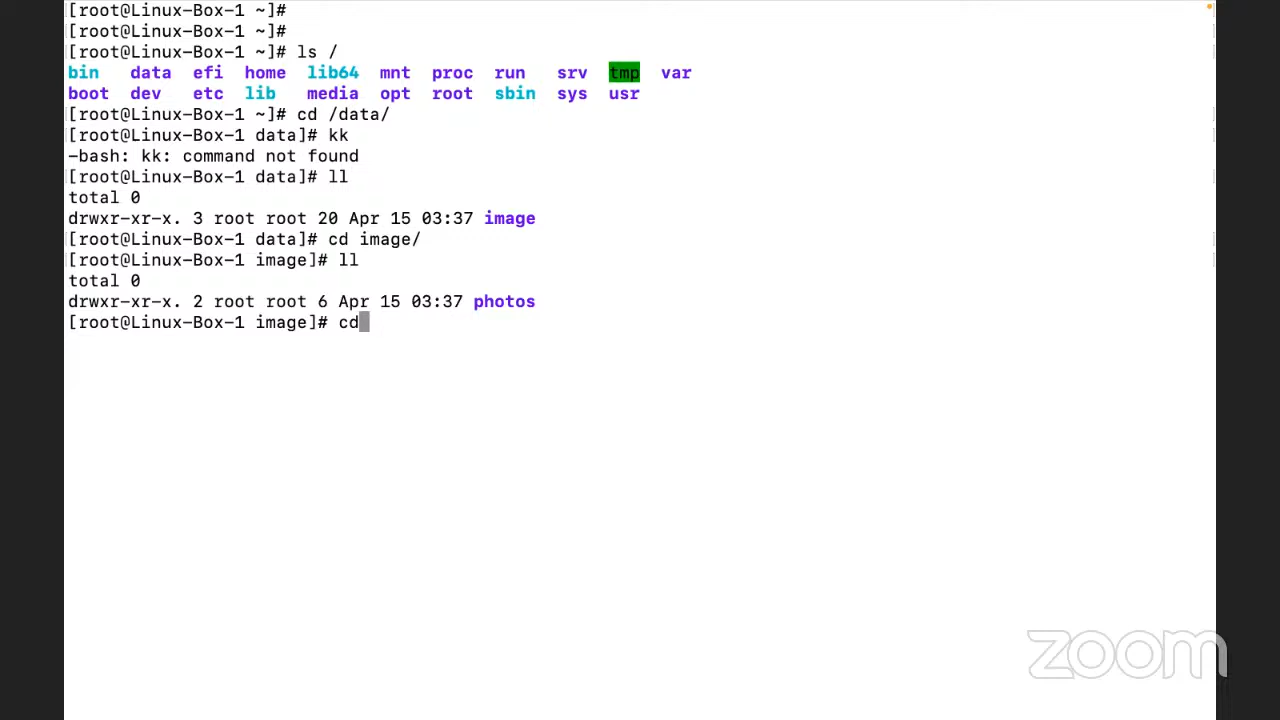 [root@Linux-Box-1 ~]#
[root@Linux-Box-1 ~]#
[root@Linux-Box-1 ~]# ls /
bin data efi home lib64 mnt proc run srv tmp var
boot dev etc lib media opt root sbin sys usr
[root@Linux-Box-1 ~]# cd /data/
[root@Linux-Box-1 data]# kk
-bash: kk: command not found
[root@Linux-Box-1 data]# ll
total 0
drwxr-xr-x. 3 root root 20 Apr 15 03:37 image
[root@Linux-Box-1 data]# cd image/
[root@Linux-Box-1 image]# ll
total 0
drwxr-xr-x. 2 root root 6 Apr 15 03:37 photos
[root@Linux-Box-1 image]# cd
zoom